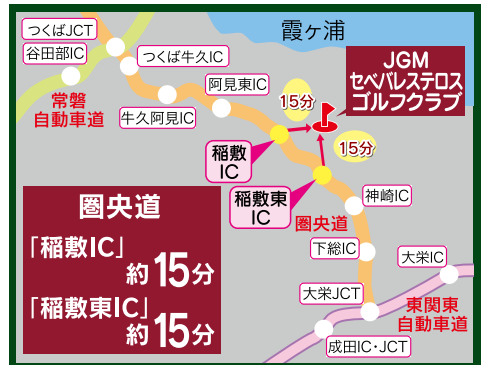 つくばJCT
谷田部IC
つくば牛久IC
霞ヶ浦
JGM
セベバレステロス
ゴルフクラブ
阿見東IC
15分
常磐
自動車道
牛久阿見IC
稲敷
IC
15分
稲敷東
IC
神崎IC
圏央道
圏央道
「稲敷IC」
約15分
「稲敷東IC」
約15分
下総IC
大栄IC
大栄JCT
東関東
自動車道
成田IC・JCT